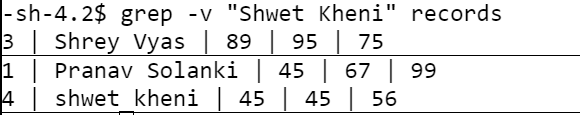 -sh-4.2$ grep -v "Shwet Kheni" records
3 | Shrey Vyas | 89 | 95 | 75
1 | Pranav Solanki | 45 | 67 | 99
4 | shwet kheni | 45 | 45 | 56